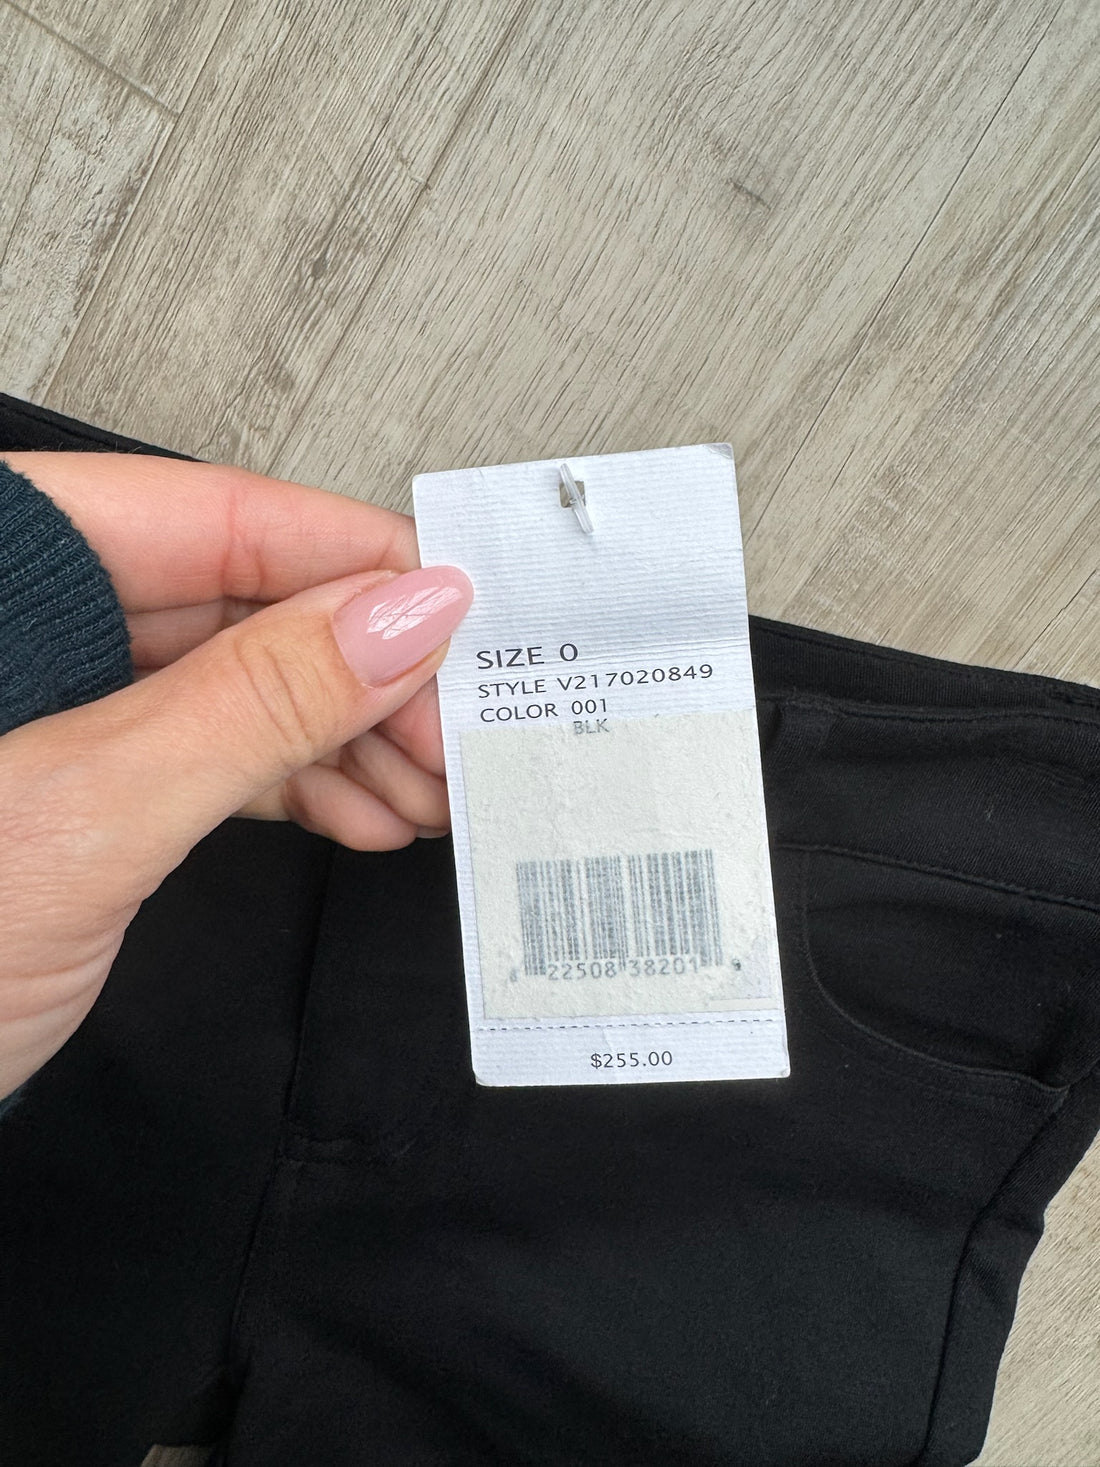 SIZE 0
STYLE V217020849
COLOR 001
BLK
22508 38201
$255.00